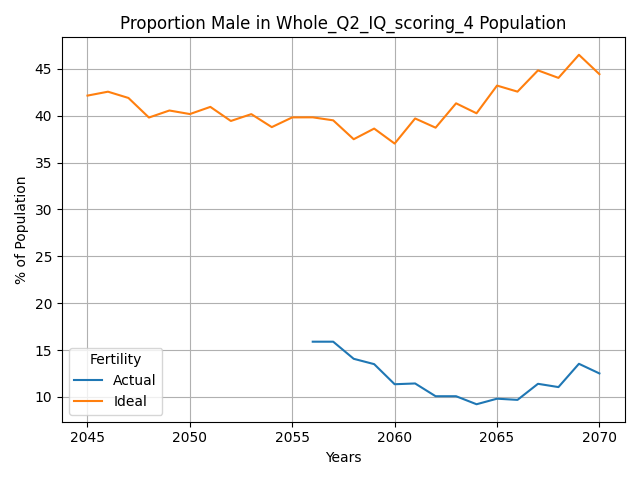 Proportion Male in Whole_Q2_IQ_scoring_4 Population
% of Population
45
40
35
30
25
20
15
10
Fertility
Actual
Ideal
2045 2050 2055 2060 2065 2070
Years